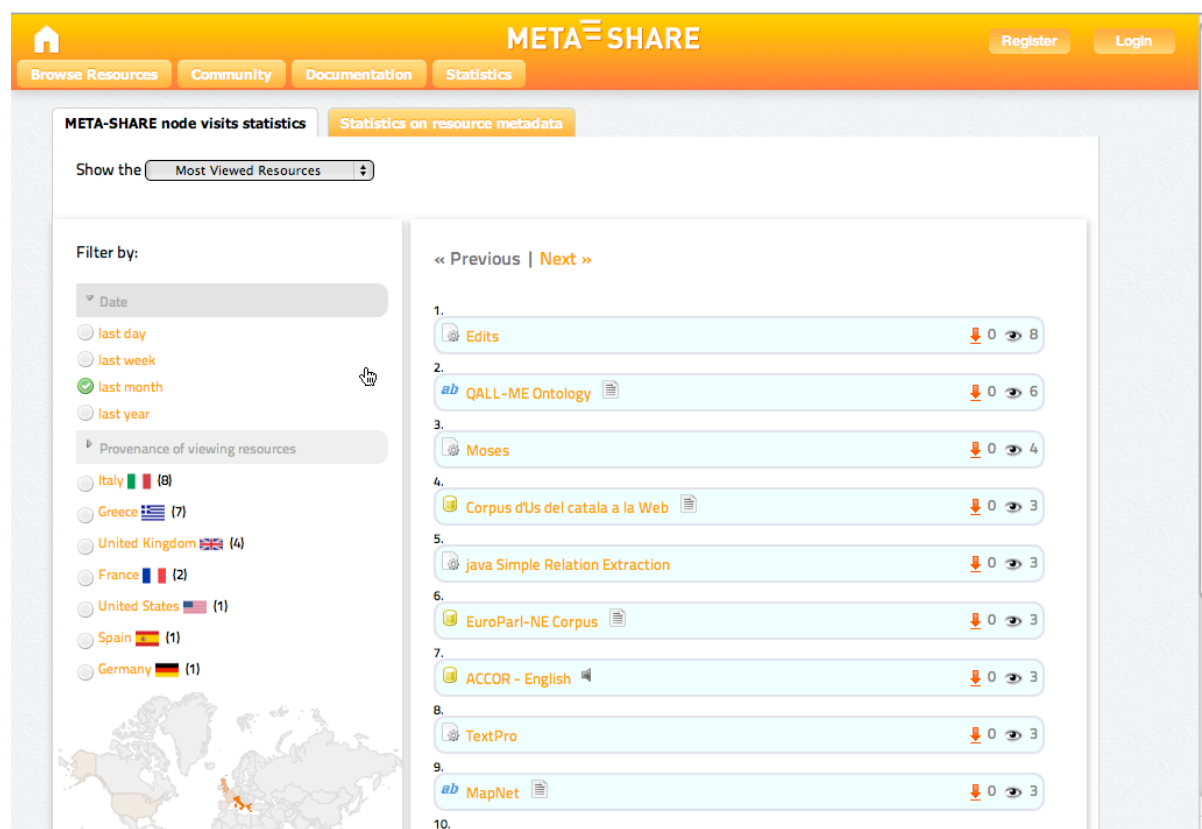 META SHARE
Register
Login
Browse Resources
Community
Documentation
Statistics
META-SHARE node visits statistics
Statistics on resource metadata
Show the Most Viewed Resources
Filter by:
Date
last day
last week
last month
last year
Provenance of viewing resources
Italy (8)
Greece (7)
United Kingdom (4)
France (2)
United States (1)
Spain (1)
Germany (1)
« Previous | Next »
1.
Edits 0 8
2.
ab QALL-ME Ontology 0 6
3.
Moses 0 4
4.
Corpus d'Us del catala a la Web 0 3
5.
java Simple Relation Extraction 0 3
6.
EuroParl-NE Corpus 0 3
7.
ACCOR - English 0 3
8.
TextPro 0 3
9.
ab MapNet 0 3
10.